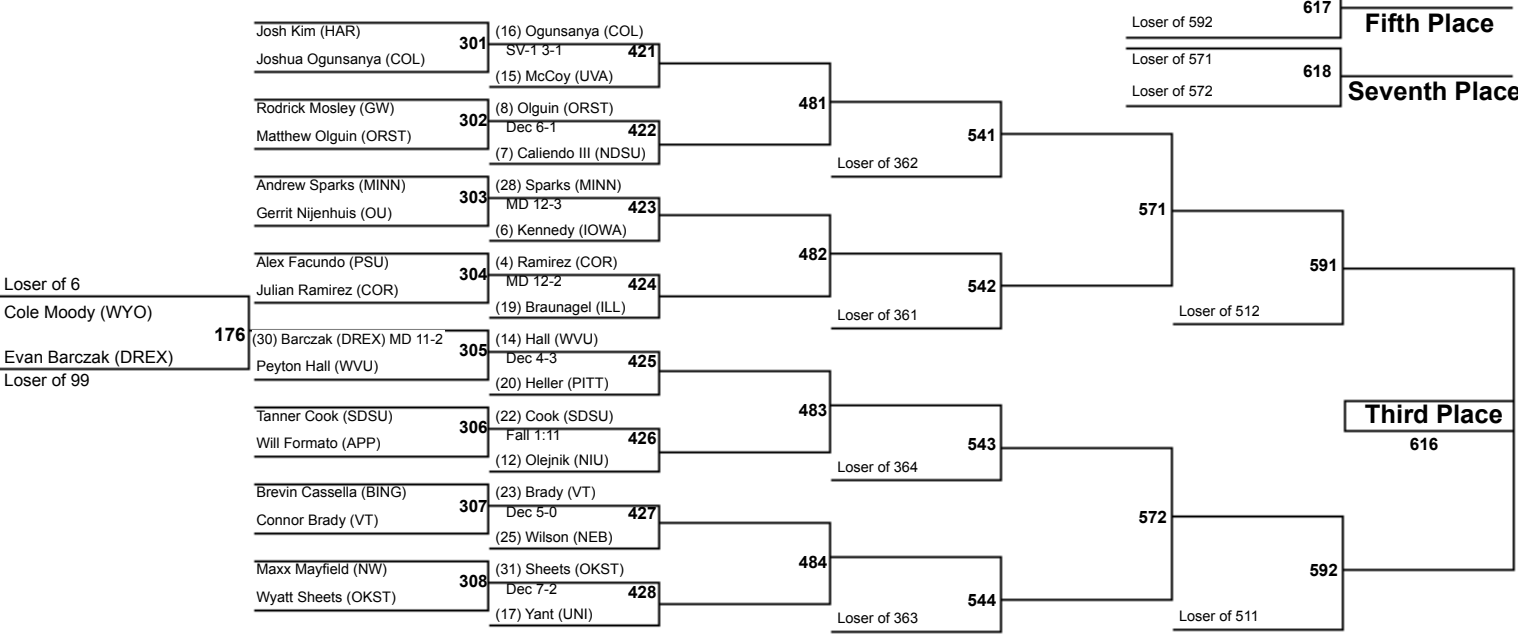 Loser of 6
Cole Moody (WYO)
176
Evan Barczak (DREX)
Loser of 99
Josh Kim (HAR)
301
Joshua Ogunsanya (COL)
Rodrick Mosley (GW)
302
Matthew Olguin (ORST)
Andrew Sparks (MINN)
303
Gerrit Nijenhuis (OU)
Alex Facundo (PSU)
304
Julian Ramirez (COR)
(30) Barczak (DREX) MD 11-2
305
Peyton Hall (WVU)
Tanner Cook (SDSU)
306
Will Formato (APP)
Brevin Cassella (BING)
307
Connor Brady (VT)
Maxx Mayfield (NW)
308
Wyatt Sheets (OKST)
(16) Ogunsanya (COL)
SV-1 3-1
421
(15) McCoy (UVA)
(8) Olguin (ORST)
Dec 6-1
422
(7) Caliendo III (NDSU)
(28) Sparks (MINN)
MD 12-3
423
(6) Kennedy (IOWA)
(4) Ramirez (COR)
MD 12-2
424
(19) Braunagel (ILL)
(14) Hall (WVU)
Dec 4-3
425
(20) Heller (PITT)
(22) Cook (SDSU)
Fall 1:11
426
(12) Olejnik (NIU)
(23) Brady (VT)
Dec 5-0
427
(25) Wilson (NEB)
(31) Sheets (OKST)
Dec 7-2
428
(17) Yant (UNI)
481
482
483
484
541
Loser of 362
542
Loser of 361
543
Loser of 364
544
Loser of 363
571
572
591
Loser of 512
592
Loser of 511
617
Loser of 592
Fifth Place
Loser of 571
618
Loser of 572
Seventh Place
Third Place
616